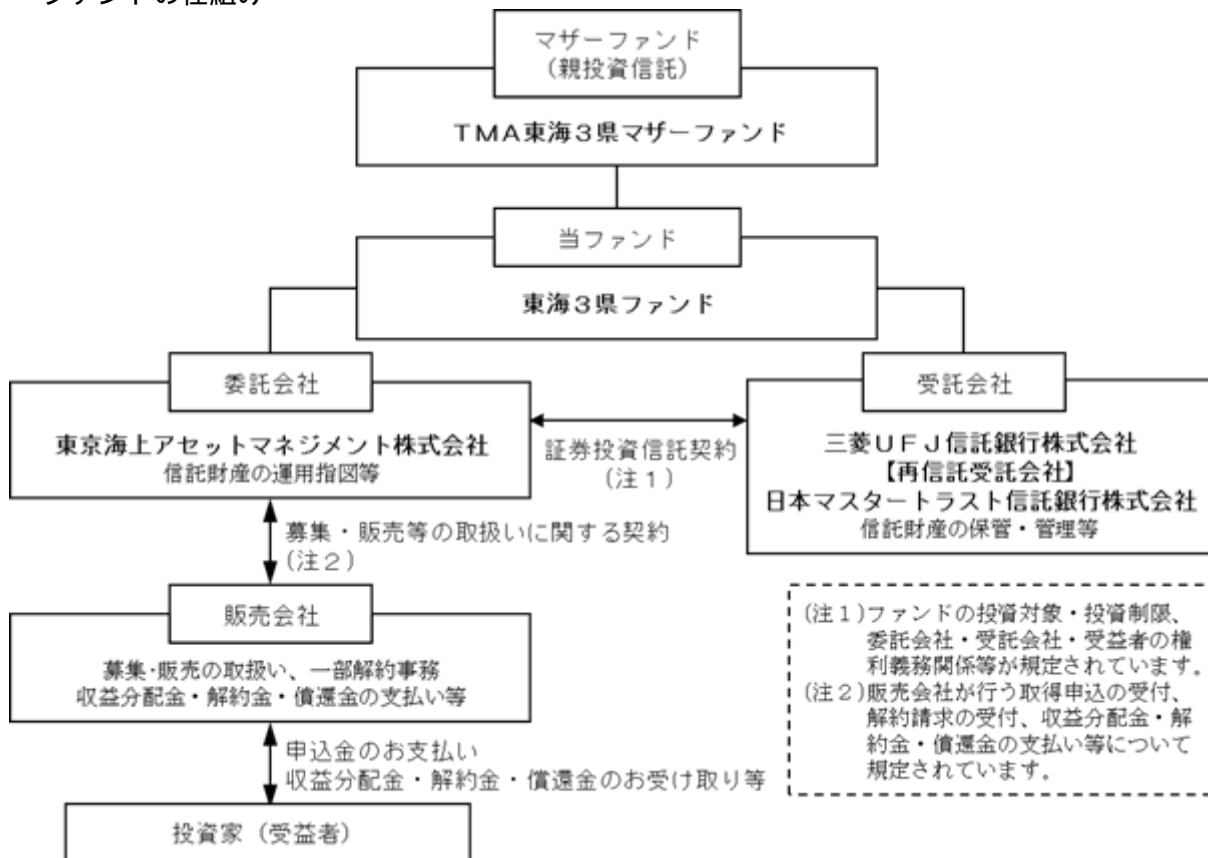 ファンドの仕組み
マザーファンド
(親投資信託)
TMA東海3県マザーファンド
当ファンド
東海3県ファンド
委託会社
東京海上アセットマネジメント株式会社
信託財産の運用指図等
証券投資信託契約
(注1)
受託会社
三菱UFJ信託銀行株式会社
【再信託受託会社】
日本マスタートラスト信託銀行株式会社
信託財産の保管・管理等
募集・販売等の取扱いに関する契約
(注2)
販売会社
募集・販売の取扱い、一部解約事務
収益分配金・解約金・償還金の支払い等
申込金のお支払い
収益分配金・解約金・償還金のお受け取り等
投資家(受益者)
(注1)ファンドの投資対象・投資制限、
委託会社・受託会社・受益者の権
利義務関係等が規定されています。
(注2)販売会社が行う取得申込の受付、
解約請求の受付、収益分配金・解
約金・償還金の支払い等について
規定されています。